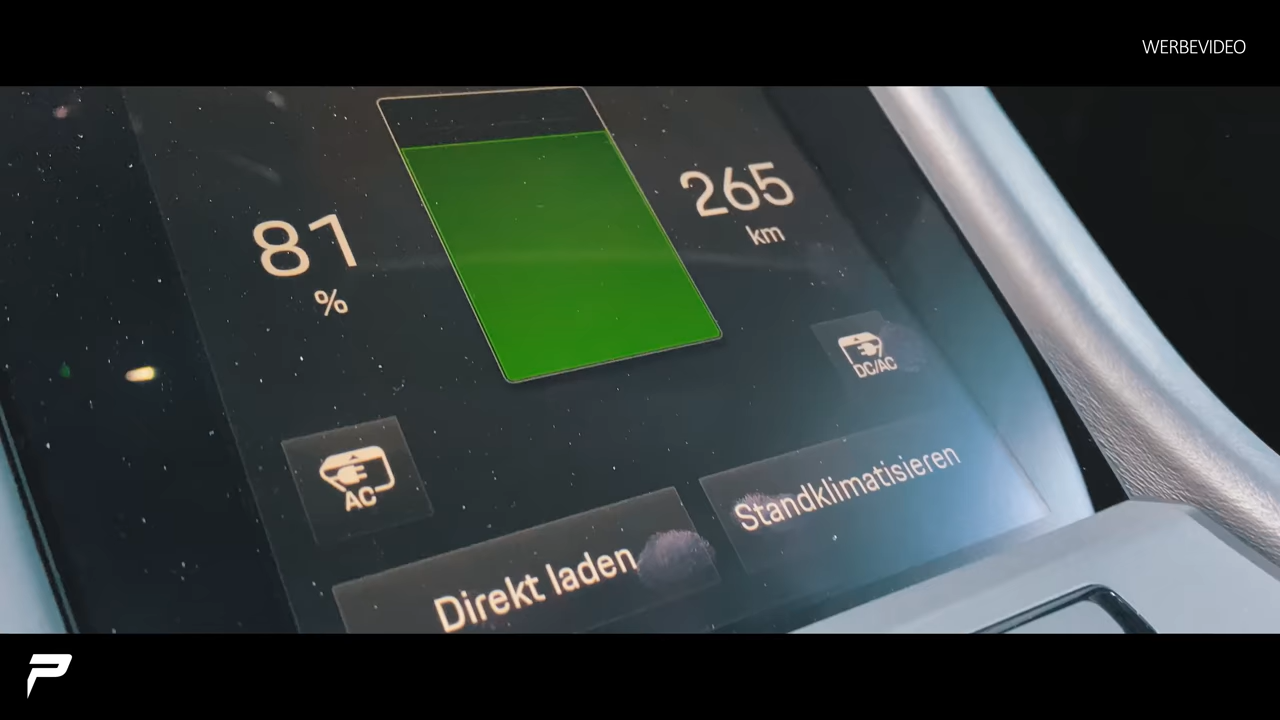 WERBEVIDEO
81
%
265
km
AC
DC/AC
Direkt laden
Standklimatisieren